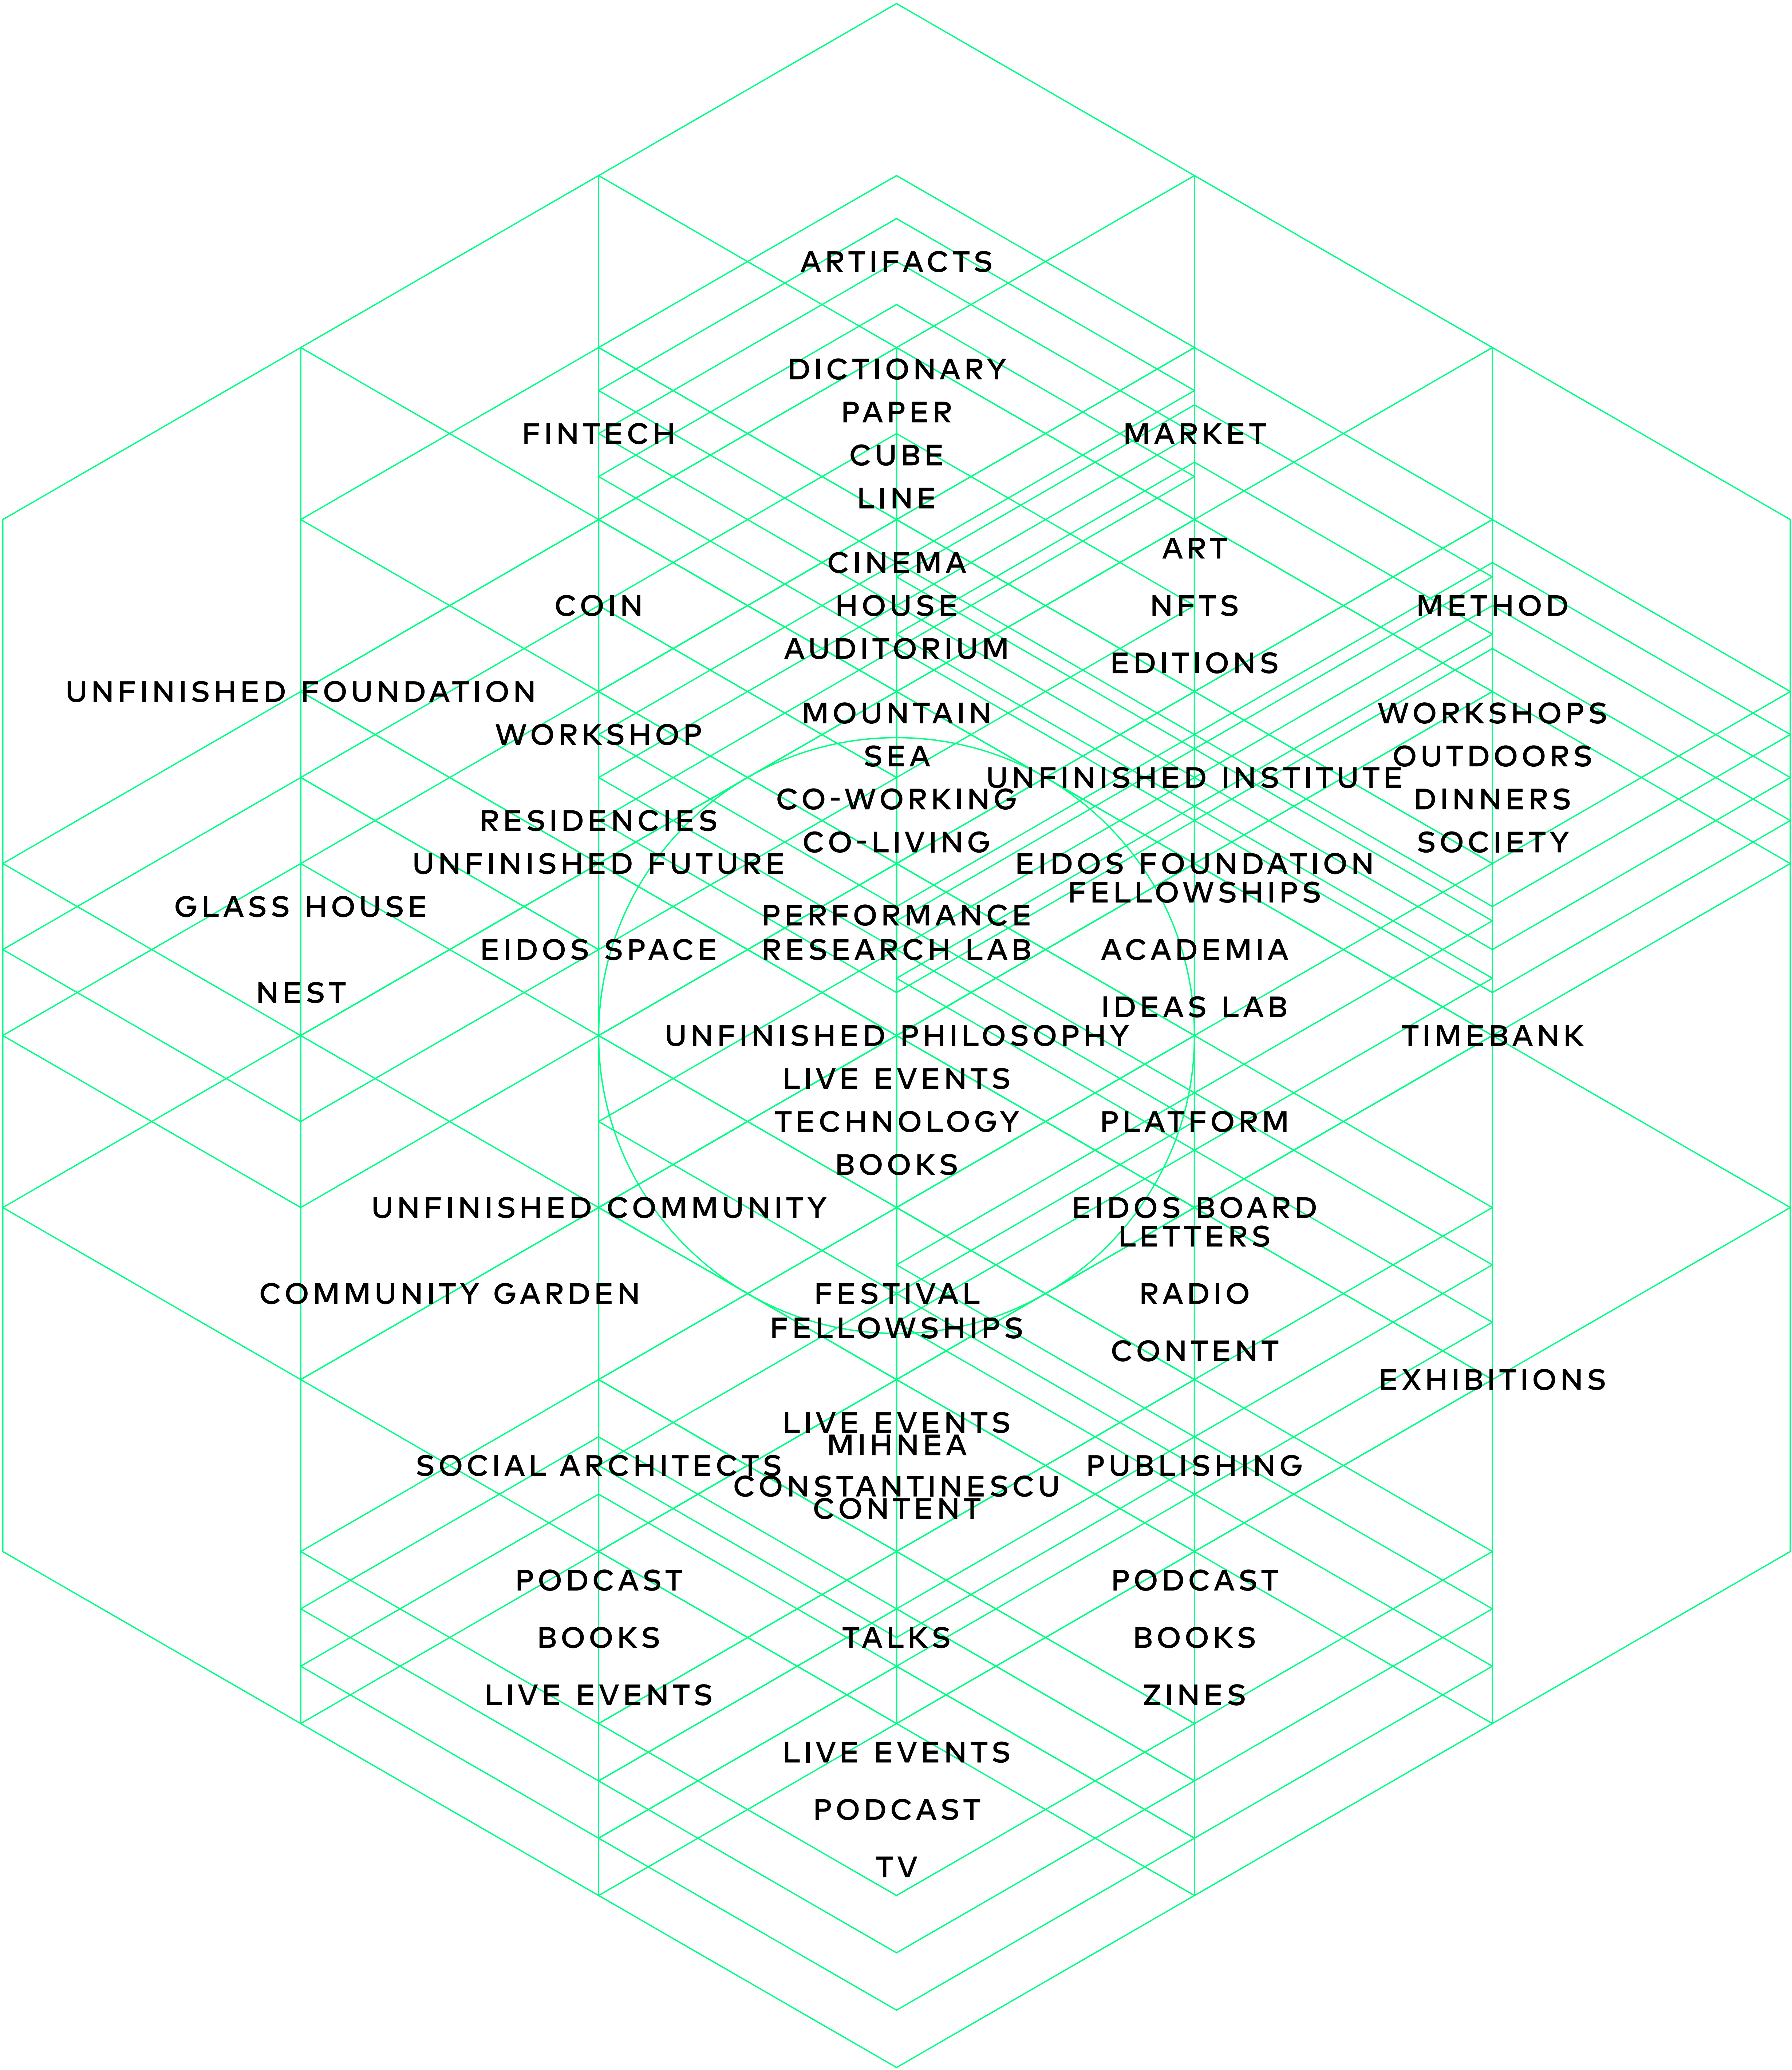 ARTIFACTS
DICTIONARY
PAPER
FINTECH
MARKET
CUBE
LINE
ART
CINEMA
COIN
HOUSE
NFTS
METHOD
AUDITORIUM
EDITIONS
UNFINISHED FOUNDATION
MOUNTAIN
WORKSHOPS
WORKSHOP
SEA
OUTDOORS
UNFINISHED INSTITUTE
CO-WORKING
DINNERS
RESIDENCIES
CO-LIVING
SOCIETY
UNFINISHED FUTURE
EIDOS FOUNDATION
FELLOWSHIPS
GLASS HOUSE
PERFORMANCE
EIDOS SPACE
RESEARCH LAB
ACADEMIA
NEST
IDEAS LAB
UNFINISHED PHILOSOPHY
TIMEBANK
LIVE EVENTS
TECHNOLOGY
PLATFORM
BOOKS
UNFINISHED COMMUNITY
EIDOS BOARD
LETTERS
COMMUNITY GARDEN
FESTIVAL
RADIO
FELLOWSHIPS
CONTENT
EXHIBITIONS
LIVE EVENTS
MIHNEA
SOCIAL ARCHITECTS
PUBLISHING
CONSTANTINESCU
CONTENT
PODCAST
PODCAST
BOOKS
TALKS
BOOKS
LIVE EVENTS
ZINES
LIVE EVENTS
PODCAST
TV